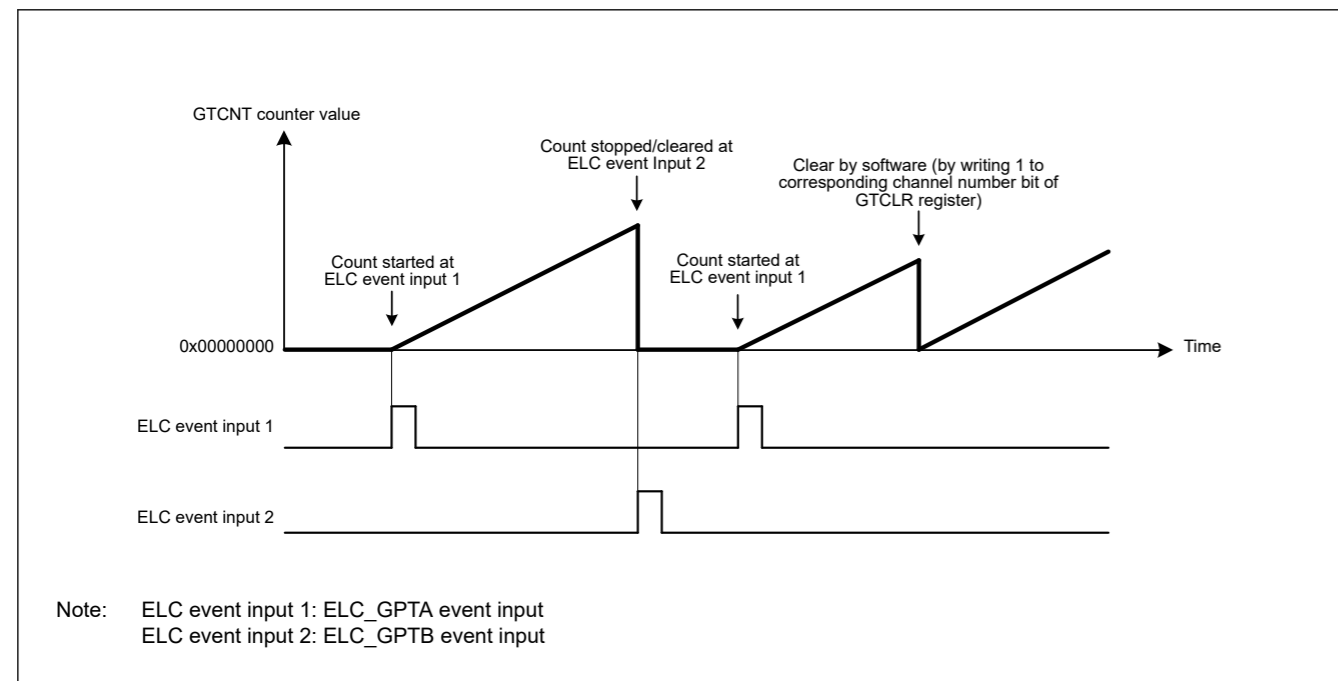 GTCNT counter value
Count stopped/cleared at
ELC event Input 2
Clear by software (by writing 1 to
corresponding channel number bit of
GTCLR register)
Count started at
ELC event input 1
Count started at
ELC event input 1
0x00000000
Time
ELC event input 1
ELC event input 2
Note: ELC event input 1: ELC_GPTA event input
ELC event input 2: ELC_GPTB event input